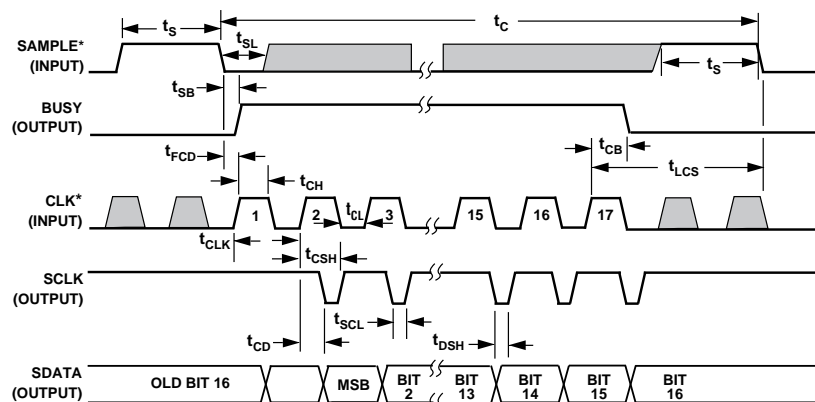 tS
tC
SAMPLE*
(INPUT)
tSL
tS
tSB
BUSY
(OUTPUT)
tFCD
tCB
tLCS
tCH
CLK*
(INPUT)
1
2
tCL
3
15
16
17
tCLK
tCSH
SCLK
(OUTPUT)
tSCL
tCD
tDSH
SDATA
(OUTPUT)
OLD BIT 16
MSB
BIT
2
BIT
13
BIT
14
BIT
15
BIT
16